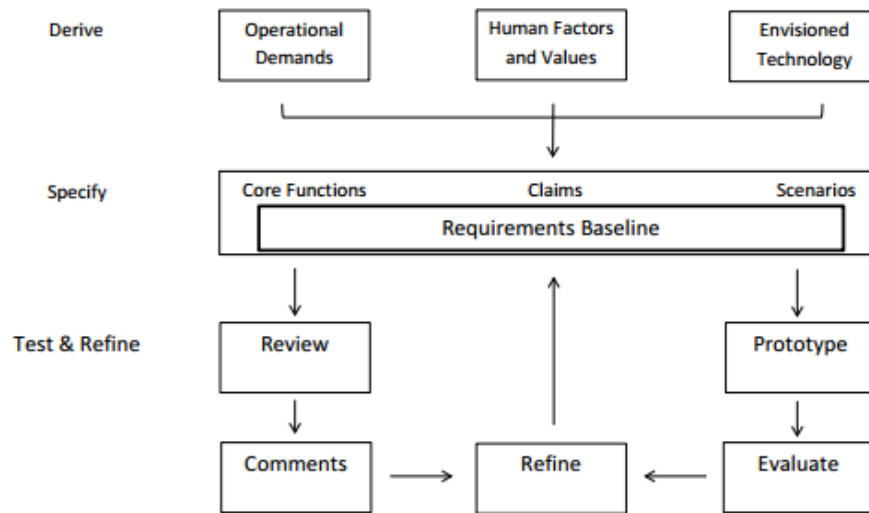 Derive
Operational
Demands
Human Factors
and Values
Envisioned
Technology
Specify
Core Functions
Claims
Scenarios
Requirements Baseline
Test & Refine
Review
Prototype
Comments
Refine
Evaluate